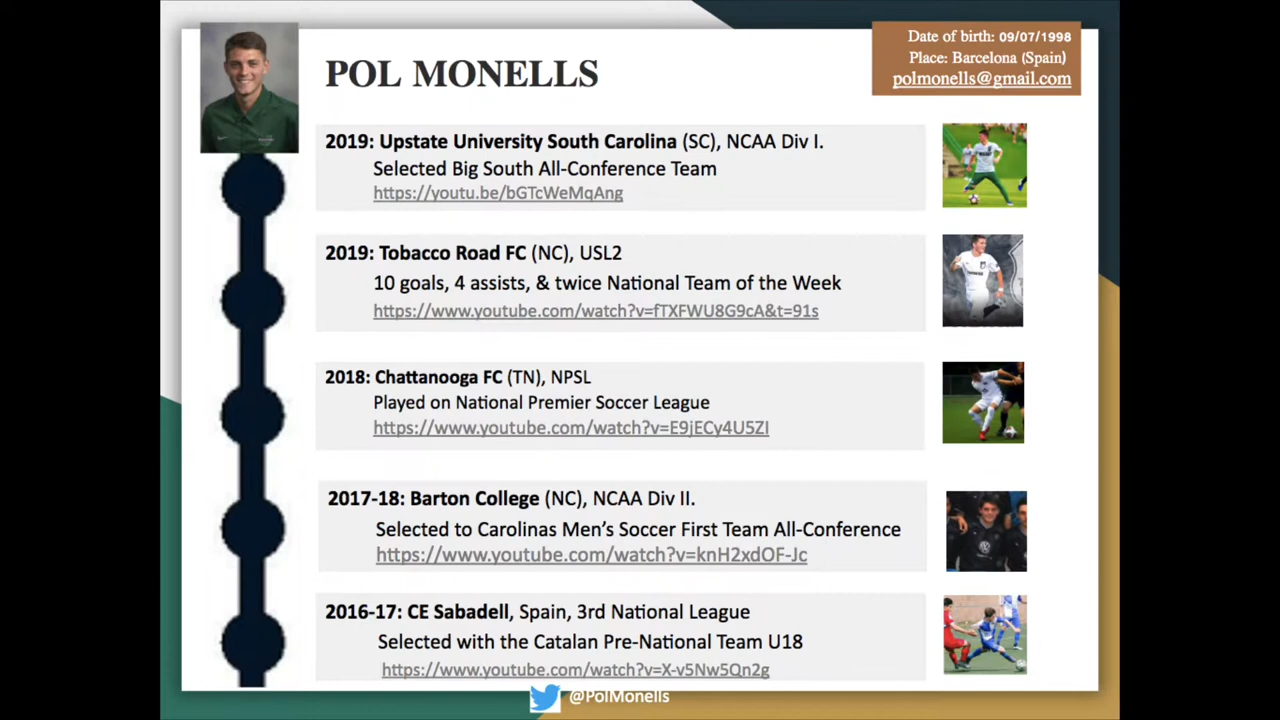 POL MONELLS
Date of birth: 09/07/1998
Place: Barcelona (Spain)
polmonells@gmail.com
2019: Upstate University South Carolina (SC), NCAA Div I.
Selected Big South All-Conference Team
https://youtu.be/bGTcWeMqAng
2019: Tobacco Road FC (NC), USL2
10 goals, 4 assists, & twice National Team of the Week
https://www.youtube.com/watch?v=fTXFWU8G9cA&t=91s
2018: Chattanooga FC (TN), NPSL
Played on National Premier Soccer League
https://www.youtube.com/watch?v=E9jECy4U5ZI
2017-18: Barton College (NC), NCAA Div II.
Selected to Carolinas Men’s Soccer First Team All-Conference
https://www.youtube.com/watch?v=knH2xdOF-Jc
2016-17: CE Sabadell, Spain, 3rd National League
Selected with the Catalan Pre-National Team U18
https://www.youtube.com/watch?v=X-v5Nw5Qn2g
@PolMonells